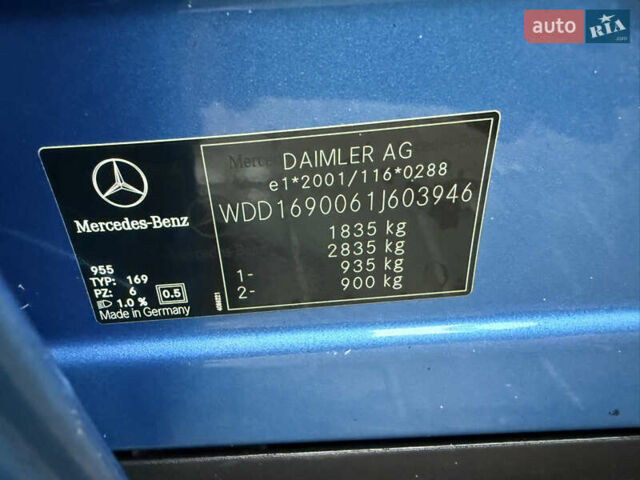 auto RIA.com
DAIMLER AG
e1*2001/116*0288
WDD1690061J603946
1835 kg
2835 kg
1- 935 kg
2- 900 kg
Mercedes-Benz
955
TYP: 169
PZ: 6
1.0 % 0.5
Made in Germany